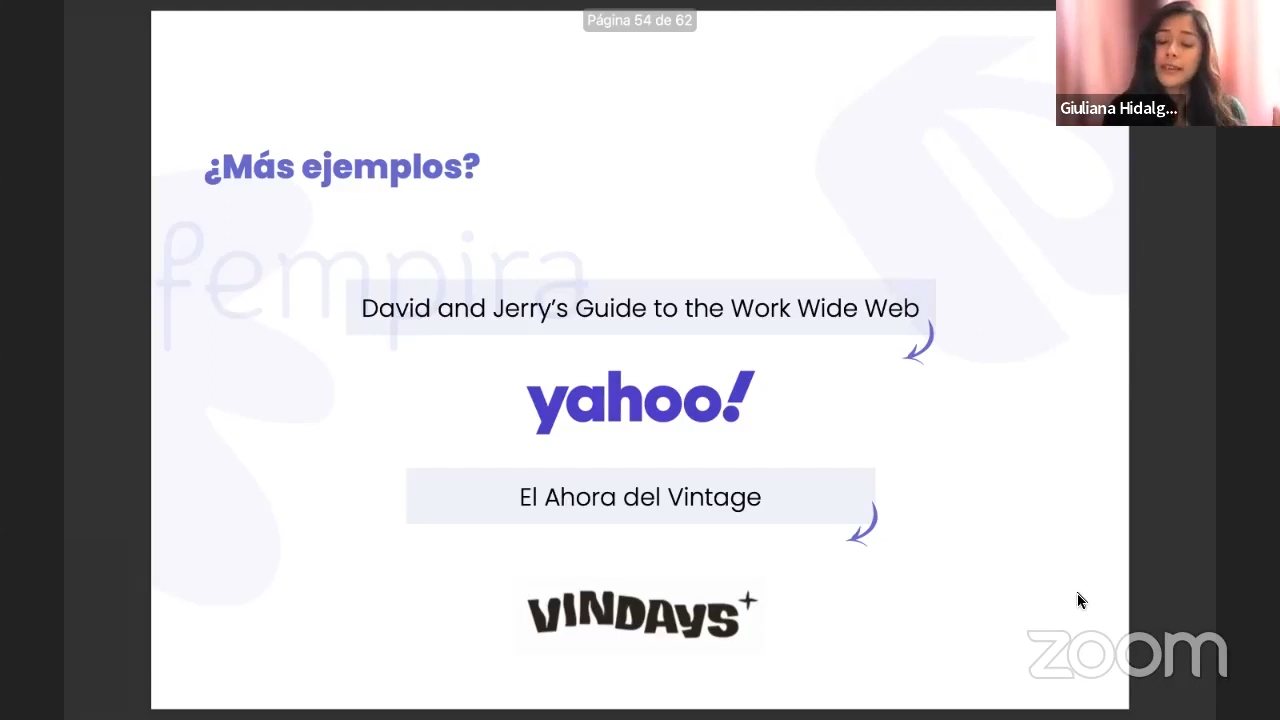 Página 54 de 62
Giuliana Hidalg...
¿Más ejemplos?
fempira
David and Jerry’s Guide to the Work Wide Web
yahoo!
El Ahora del Vintage
VINDAYS+
zoom